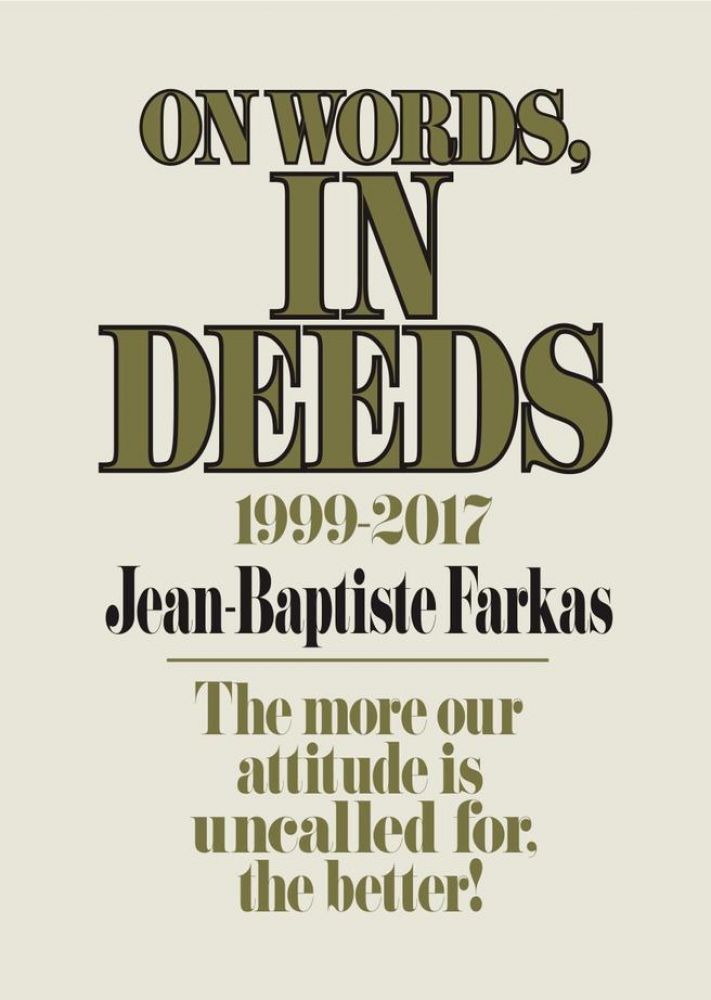 ON WORDS,
IN
DEEDS
1999-2017
Jean-Baptiste Farkas
The more our
attitude is
uncalled for,
the better!